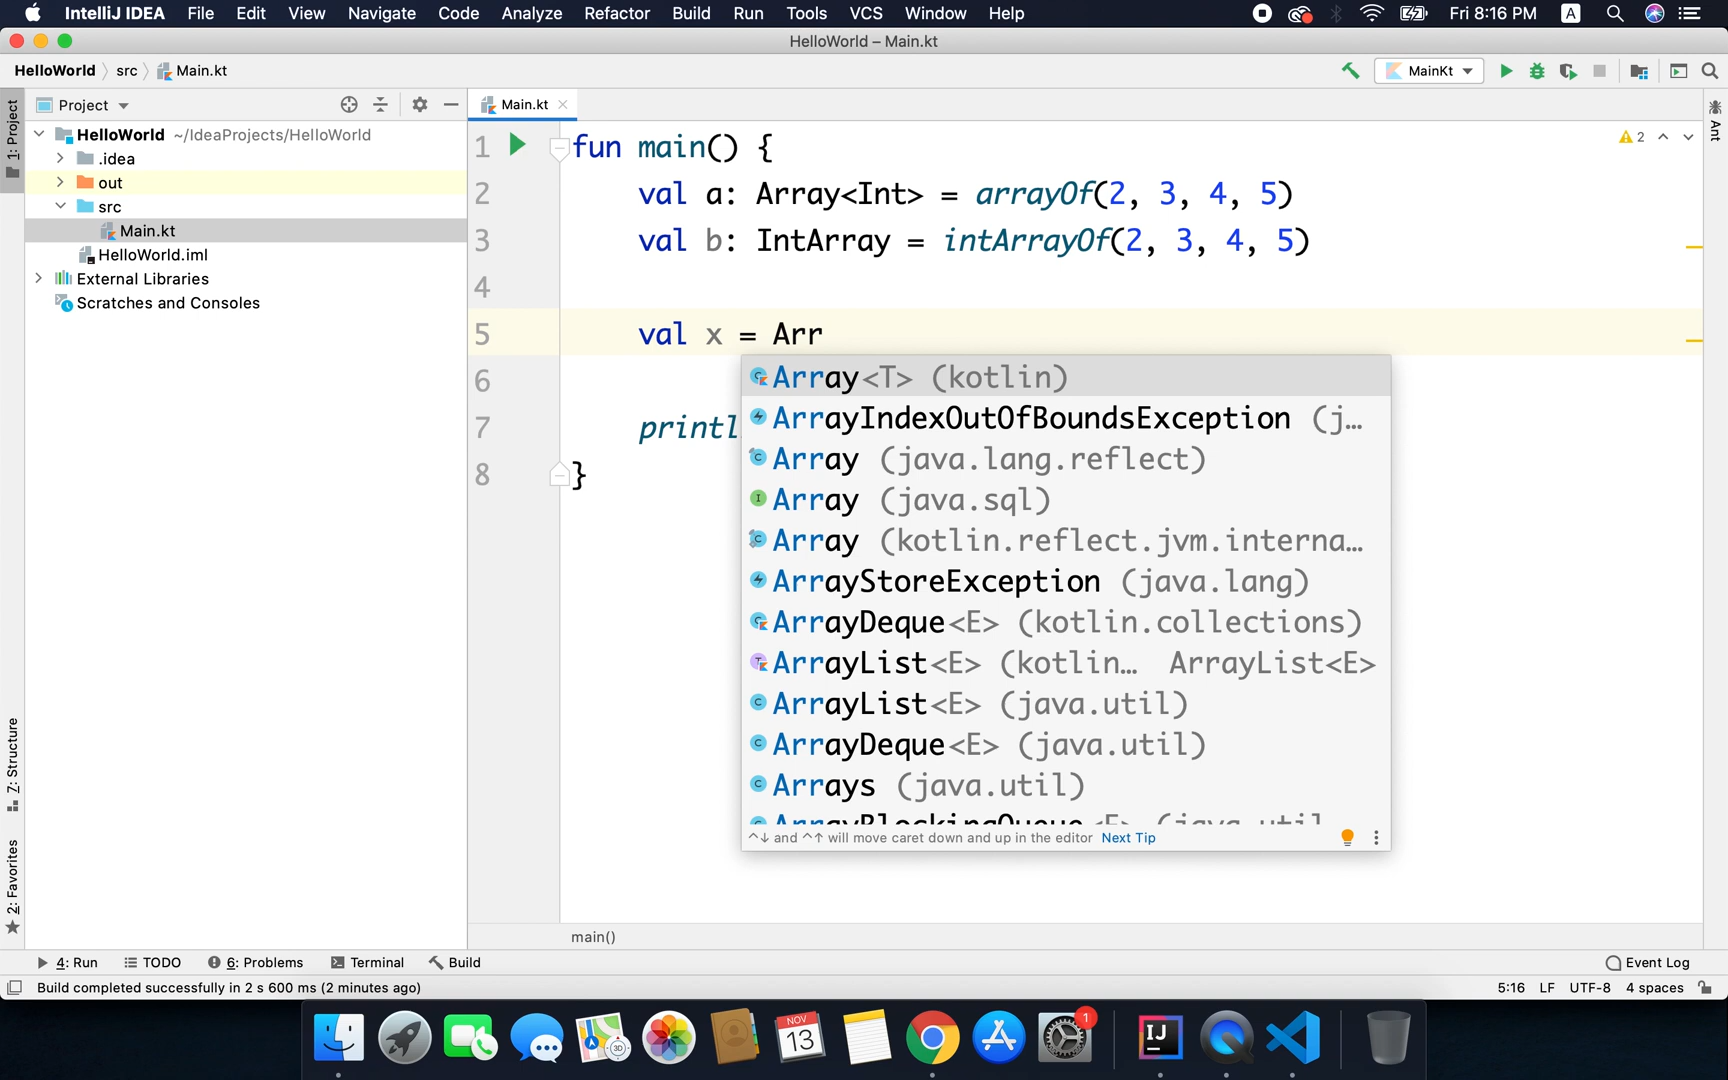 IntelliJ IDEA File Edit View Navigate Code Analyze Refactor Build Run Tools VCS Window Help Fri 8:16 PM A
HelloWorld – Main.kt
HelloWorld src Main.kt MainKt
1: Project
Project
Main.kt
HelloWorld ~/IdeaProjects/HelloWorld
.idea
out
src
Main.kt
HelloWorld.iml
External Libraries
Scratches and Consoles
1 fun main() {
2 val a: Array<Int> = arrayOf(2, 3, 4, 5)
3 val b: IntArray = intArrayOf(2, 3, 4, 5)
4
5 val x = Arr
6
7 printl
8 }
2
Ant
Array<T> (kotlin)
ArrayIndexOutOfBoundsException (j…
Array (java.lang.reflect)
Array (java.sql)
Array (kotlin.reflect.jvm.interna…
ArrayStoreException (java.lang)
ArrayDeque<E> (kotlin.collections)
ArrayList<E> (kotlin… ArrayList<E>
ArrayList<E> (java.util)
ArrayDeque<E> (java.util)
Arrays (java.util)
ArrayBlockingQueue<E> (java.util
^↓ and ^↑ will move caret down and up in the editor Next Tip
Z: Structure
2: Favorites
main()
4: Run TODO 6: Problems Terminal Build Event Log
Build completed successfully in 2 s 600 ms (2 minutes ago) 5:16 LF UTF-8 4 spaces
3D
NOV
13
1
IJ